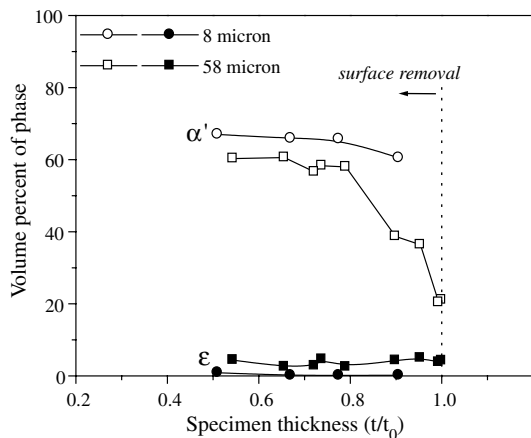 100
80
60
40
20
0
0.2
0.4
0.6
0.8
1.0
Volume percent of phase
Specimen thickness (t/t0)
8 micron
58 micron
surface removal
α'
ε